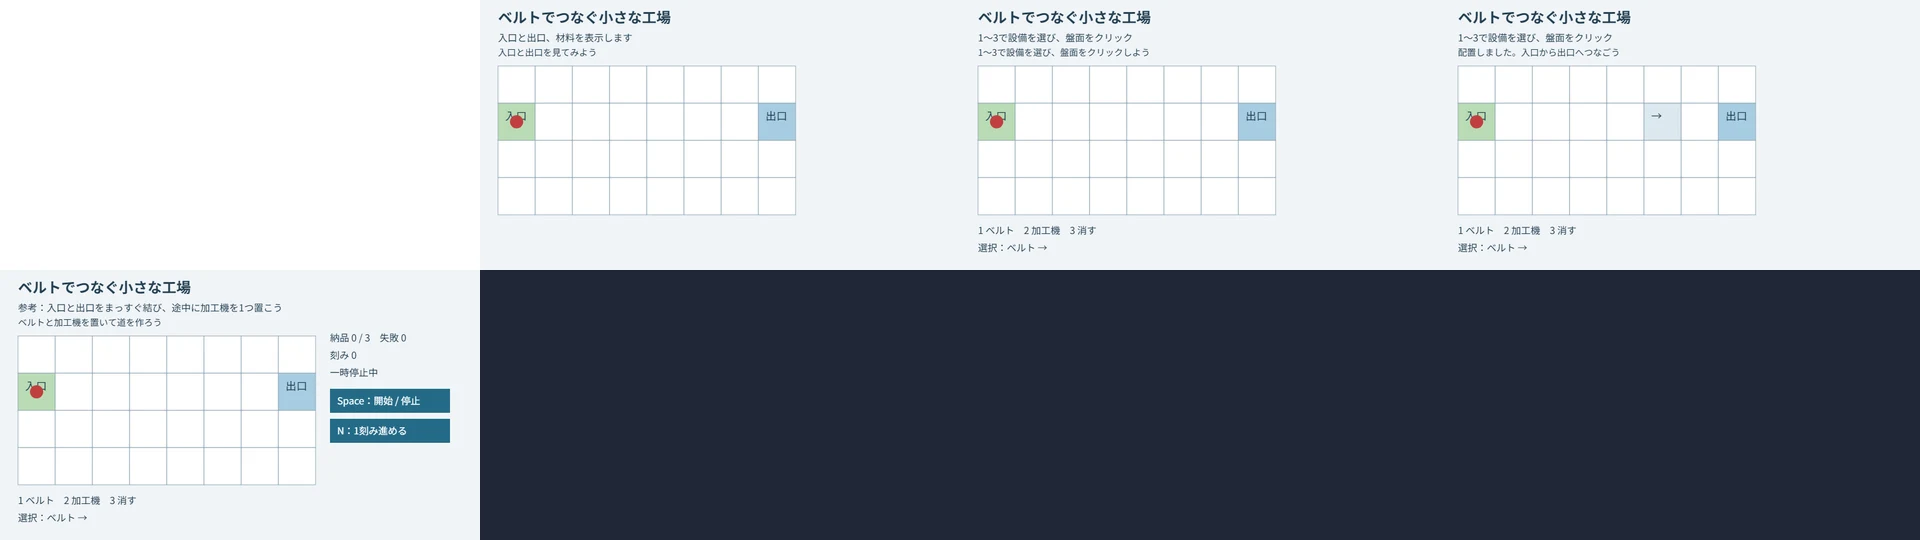 ベルトでつなぐ小さな工場
入口と出口、材料を表示します
入口と出口を見てみよう
入口
出口
ベルトでつなぐ小さな工場
1〜3で設備を選び、盤面をクリック
1〜3で設備を選び、盤面をクリックしよう
入口
出口
1 ベルト 2 加工機 3 消す
選択：ベルト →
ベルトでつなぐ小さな工場
1〜3で設備を選び、盤面をクリック
配置しました。入口から出口へつなごう
入口
→
出口
1 ベルト 2 加工機 3 消す
選択：ベルト →
ベルトでつなぐ小さな工場
参考：入口と出口をまっすぐ結び、途中に加工機を1つ置こう
ベルトと加工機を置いて道を作ろう
入口
出口
納品 0 / 3 失敗 0
刻み 0
一時停止中
Space：開始 / 停止
N：1刻み進める
1 ベルト 2 加工機 3 消す
選択：ベルト →